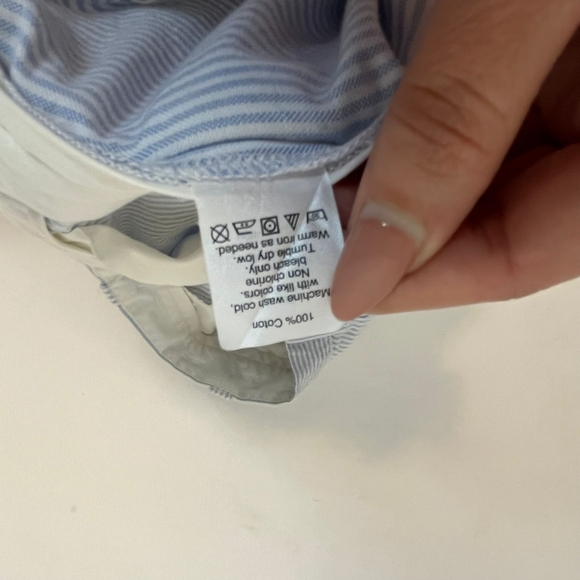 100% Coton
Machine wash cold,
with like colors.
Non chlorine
bleach only.
Tumble dry low.
Warm iron as needed.